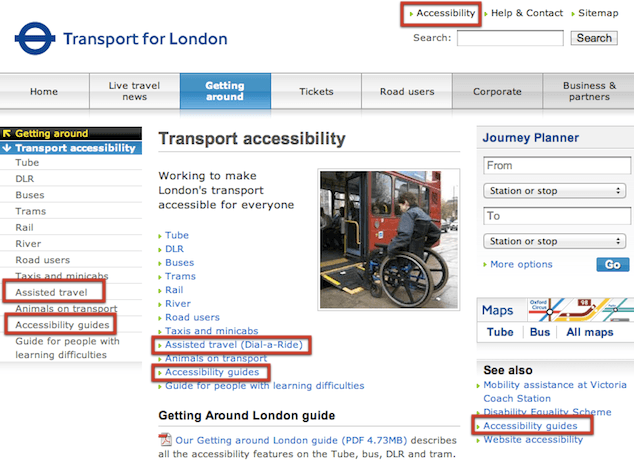 Accessibility Help & Contact Sitemap
Transport for London
Search: Search
Home
Live travel
news
Getting
around
Tickets
Road users
Corporate
Business &
partners
Getting around
Transport accessibility
Tube
DLR
Buses
Trams
Rail
River
Road users
Taxis and minicabs
Assisted travel
Animals on transport
Accessibility guides
Guide for people with
learning difficulties
Transport accessibility
Working to make
London's transport
accessible for everyone
Tube
DLR
Buses
Trams
Rail
River
Road users
Taxis and minicabs
Assisted travel (Dial-a-Ride)
Animals on transport
Accessibility guides
Guide for people with learning difficulties
Getting Around London guide
Our Getting around London guide (PDF 4.73MB) describes
all the accessibility features on the Tube, bus, DLR and tram.
Journey Planner
From
Station or stop
To
Station or stop
More options Go
Maps
Oxford
Circus
98
Tube Bus All maps
See also
Mobility assistance at Victoria
Coach Station
Disability Equality Scheme
Accessibility guides
Website accessibility